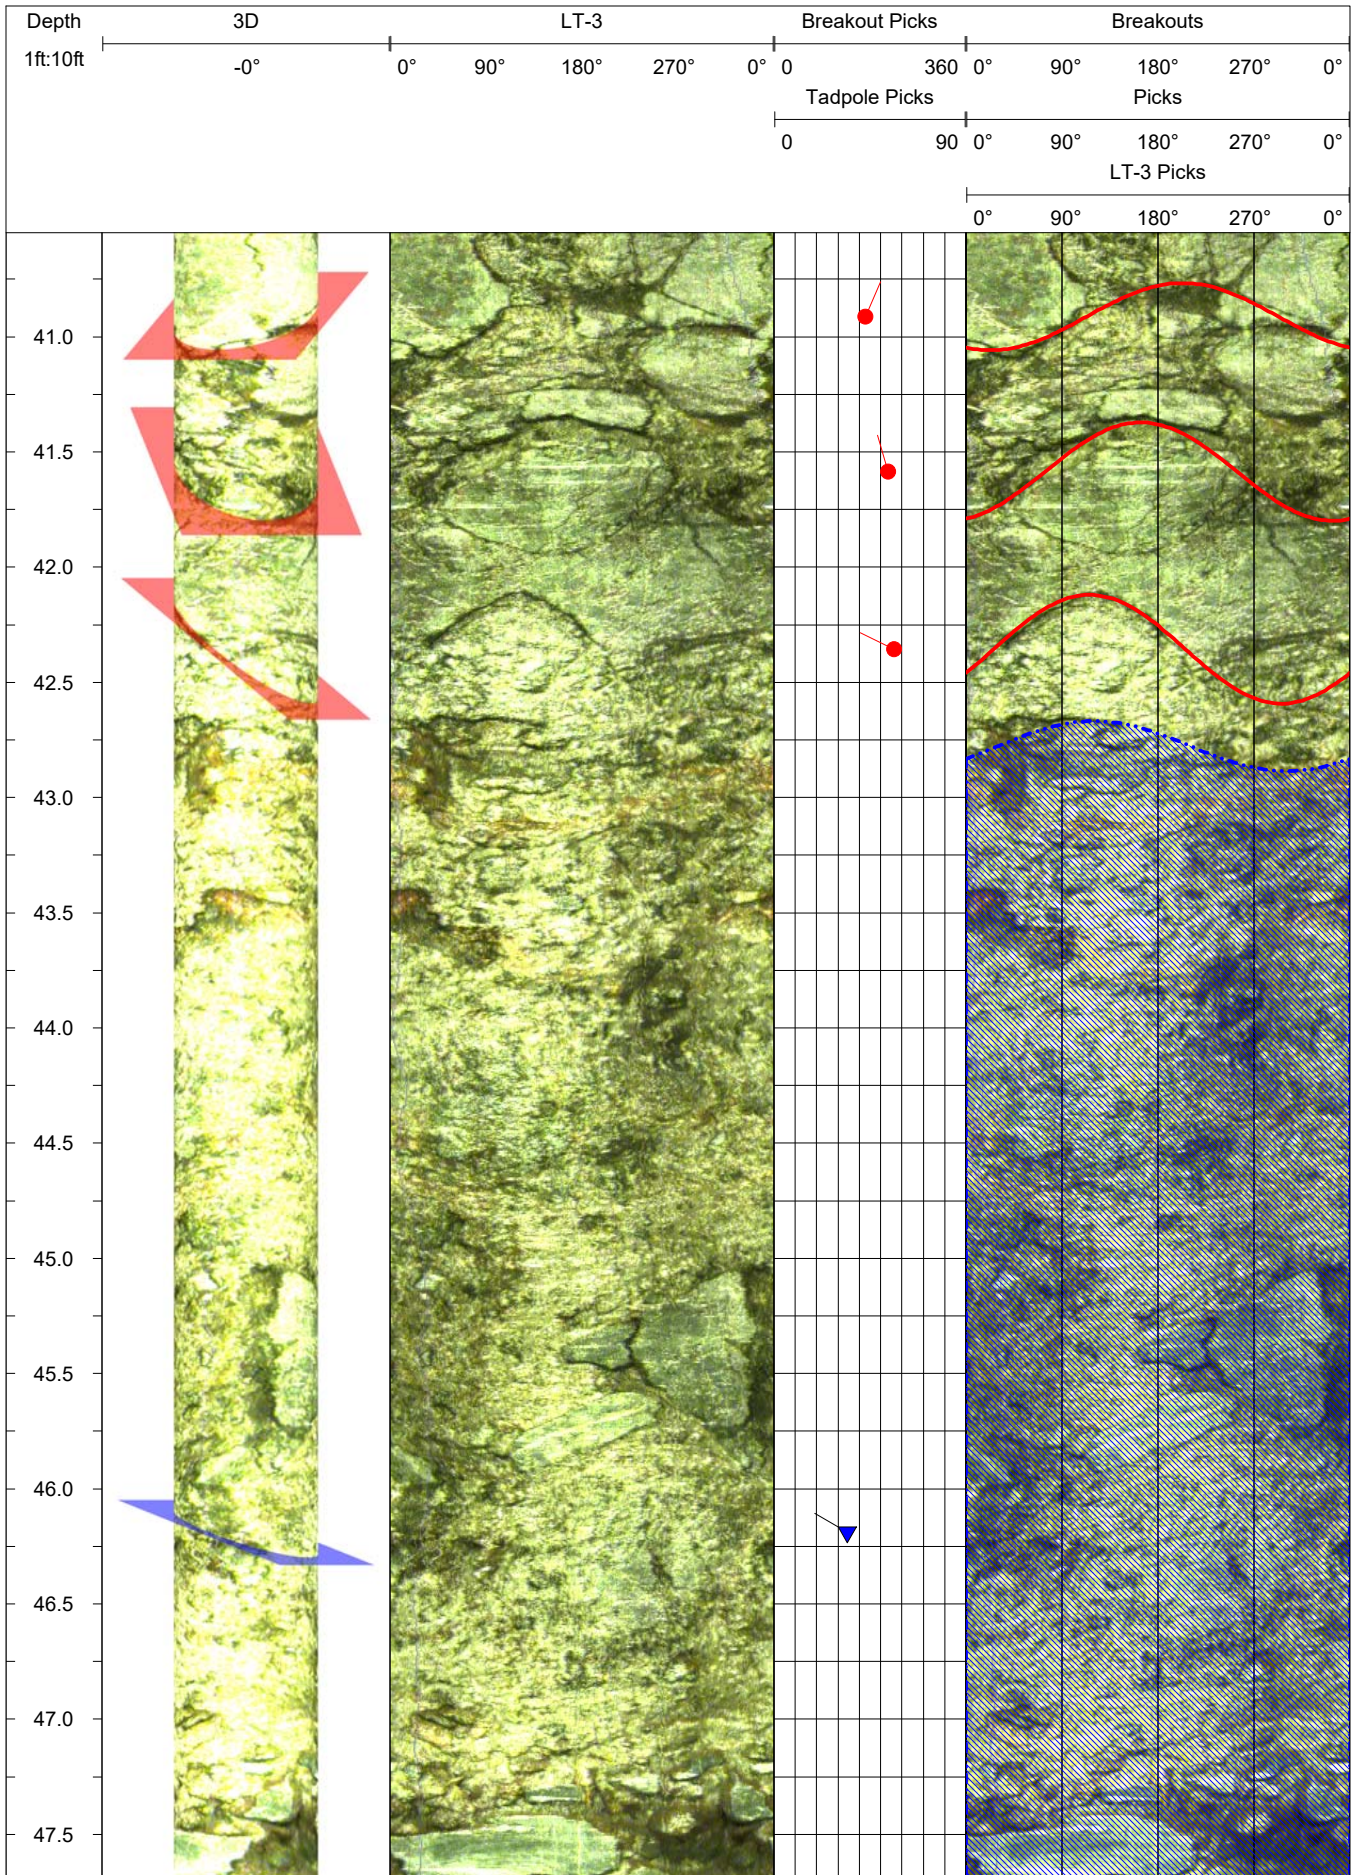 Depth 3D LT-3 Breakout Picks Breakouts
1ft:10ft -0° 0° 90° 180° 270° 0° 0 360 0° 90° 180° 270° 0°
Tadpole Picks Picks
0 90 0° 90° 180° 270° 0°
LT-3 Picks
0° 90° 180° 270° 0°
41.0
41.5
42.0
42.5
43.0
43.5
44.0
44.5
45.0
45.5
46.0
46.5
47.0
47.5